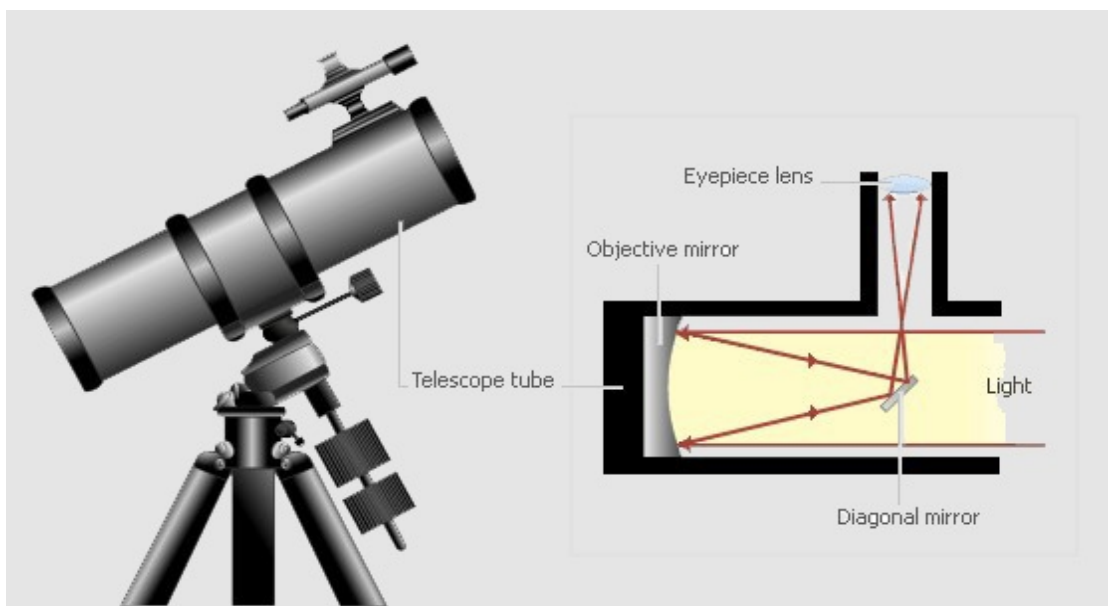 Eyepiece lens
Objective mirror
Telescope tube
Light
Diagonal mirror